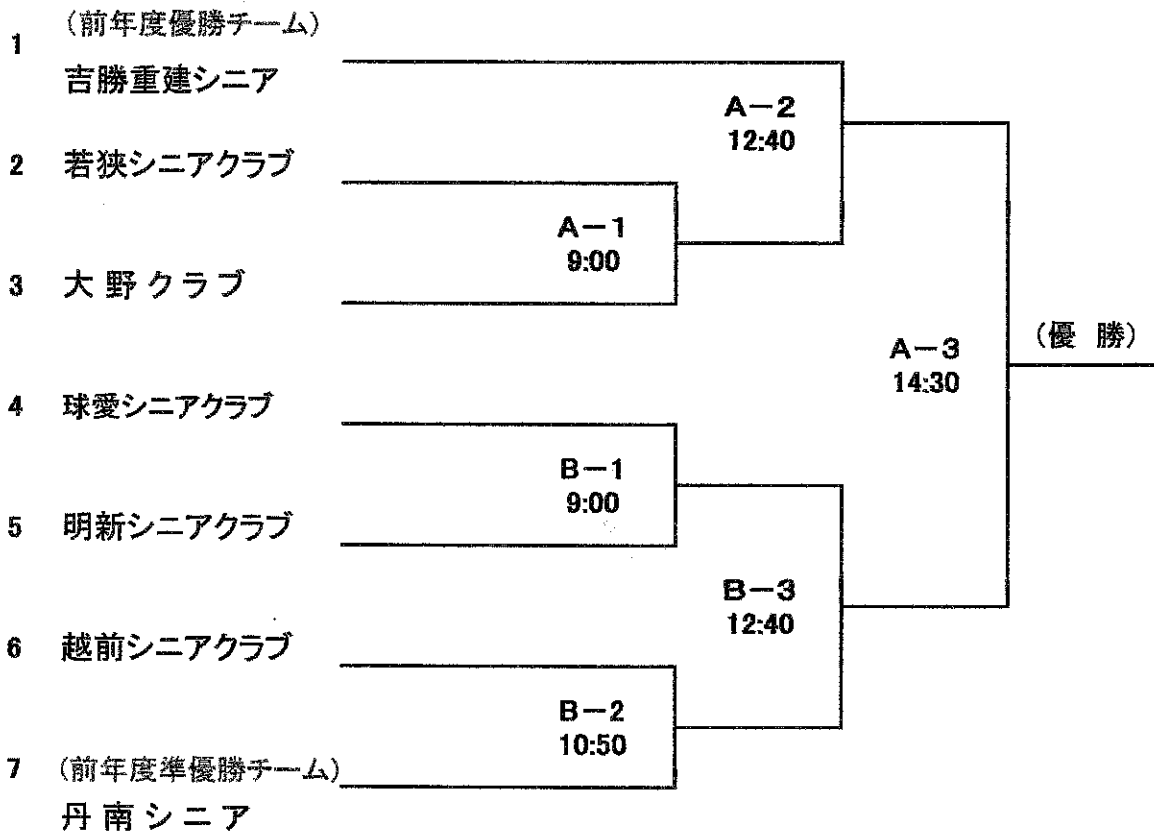 1 (前年度優勝チーム)
吉勝重建シニア
A−2
12:40
2 若狭シニアクラブ
A−1
9:00
3 大野クラブ
A−3
14:30
(優 勝)
4 球愛シニアクラブ
B−1
9:00
5 明新シニアクラブ
B−3
12:40
6 越前シニアクラブ
B−2
10:50
7 (前年度準優勝チーム)
丹南シニア